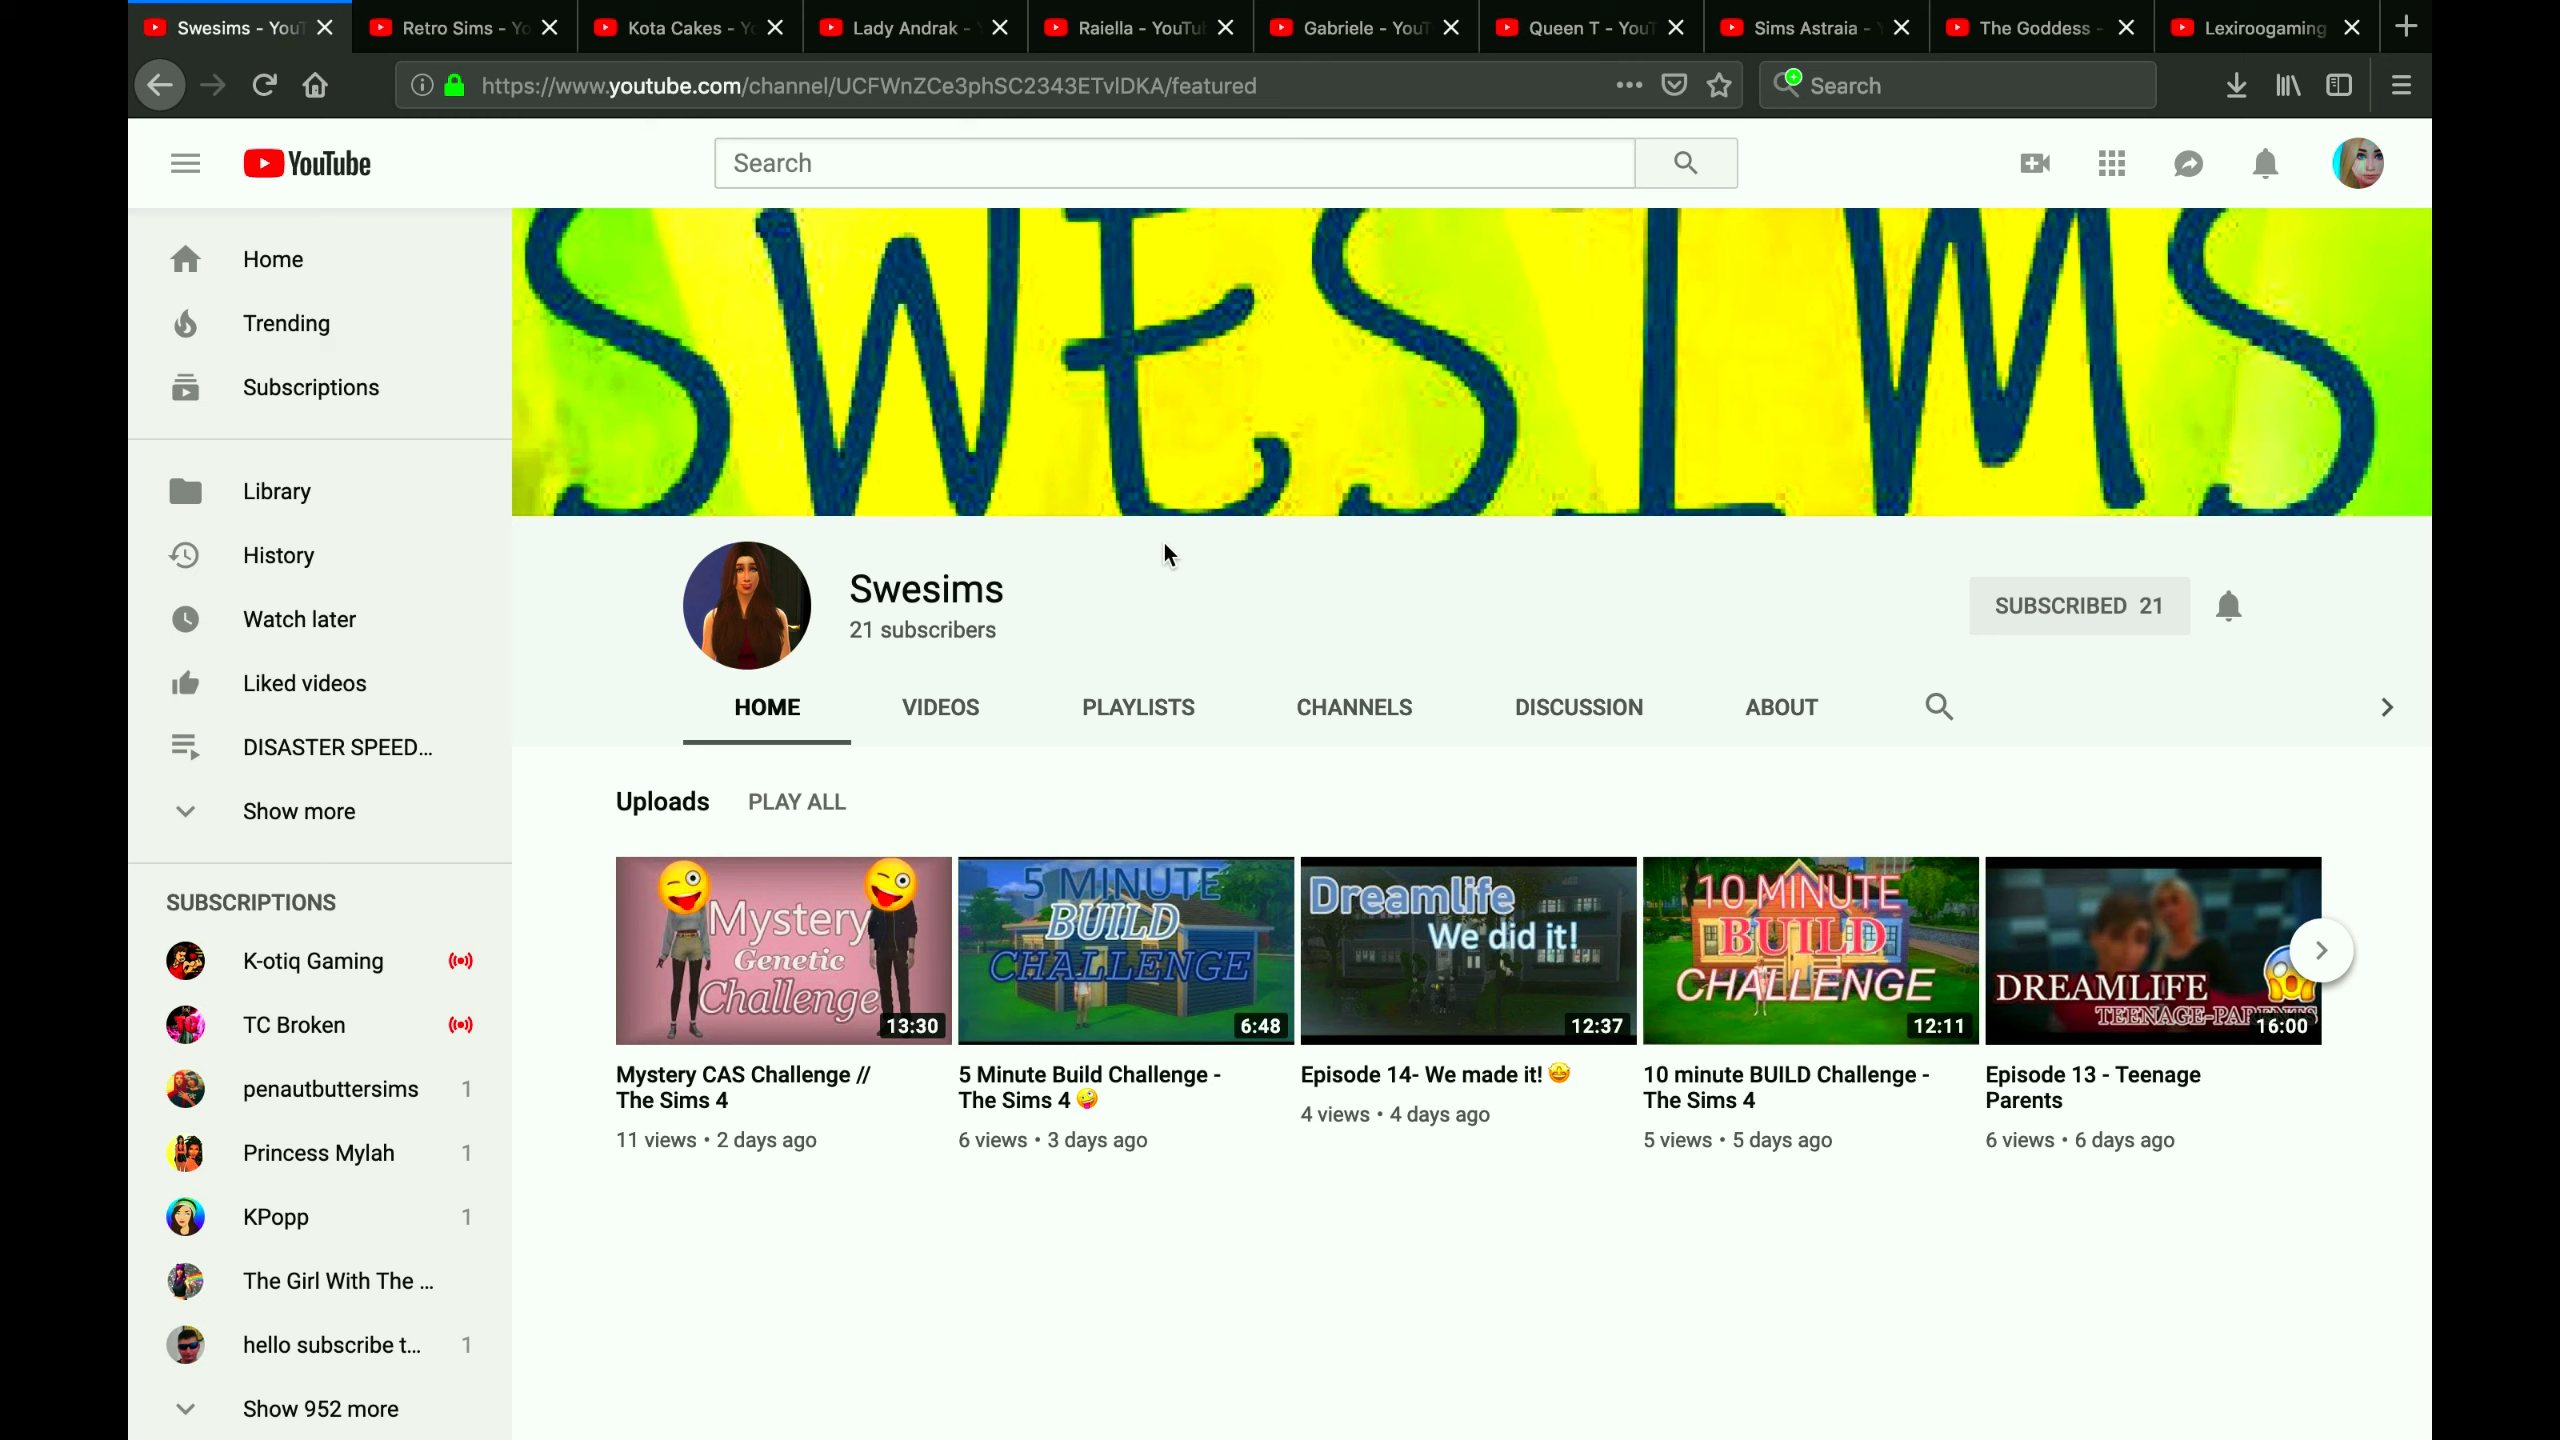 Swesims - You
Retro Sims - Yo
Kota Cakes - Yo
Lady Andrak -
Raiella - YouTu
Gabriele - YouT
Queen T - YouT
Sims Astraia -
The Goddess -
Lexiroogaming
https://www.youtube.com/channel/UCFWnZCe3phSC2343ETvlDKA/featured
Search
YouTube
Search
Home
Trending
Subscriptions
Library
History
Watch later
Liked videos
DISASTER SPEED...
Show more
SUBSCRIPTIONS
K-otiq Gaming
TC Broken
penautbuttersims 1
Princess Mylah 1
KPopp 1
The Girl With The ...
hello subscribe t... 1
Show 952 more
SWESIMS
Swesims
21 subscribers
SUBSCRIBED 21
HOME VIDEOS PLAYLISTS CHANNELS DISCUSSION ABOUT
Uploads PLAY ALL
Mystery
Genetic
Challenge
13:30
Mystery CAS Challenge //
The Sims 4
11 views • 2 days ago
5 MINUTE
BUILD
CHALLENGE
6:48
5 Minute Build Challenge -
The Sims 4 🤪
6 views • 3 days ago
Dreamlife
We did it!
12:37
Episode 14- We made it! 🤩
4 views • 4 days ago
10 MINUTE
BUILD
CHALLENGE
12:11
10 minute BUILD Challenge -
The Sims 4
5 views • 5 days ago
DREAMLIFE
TEENAGE-PARENTS
16:00
Episode 13 - Teenage
Parents
6 views • 6 days ago